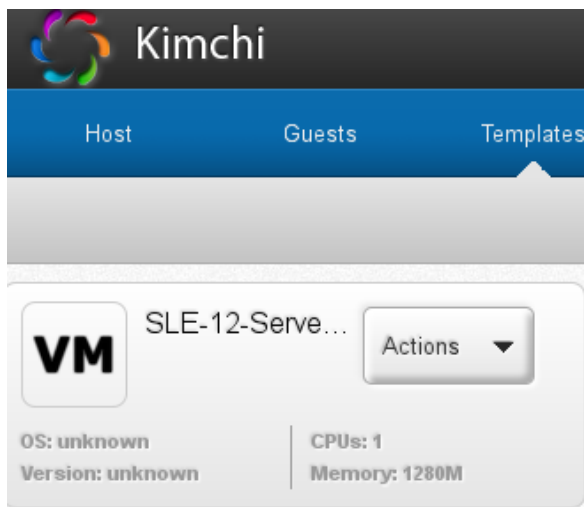 Kimchi
Host Guests Templates
VM
SLE-12-Serve...
Actions
OS: unknown
Version: unknown
CPUs: 1
Memory: 1280M